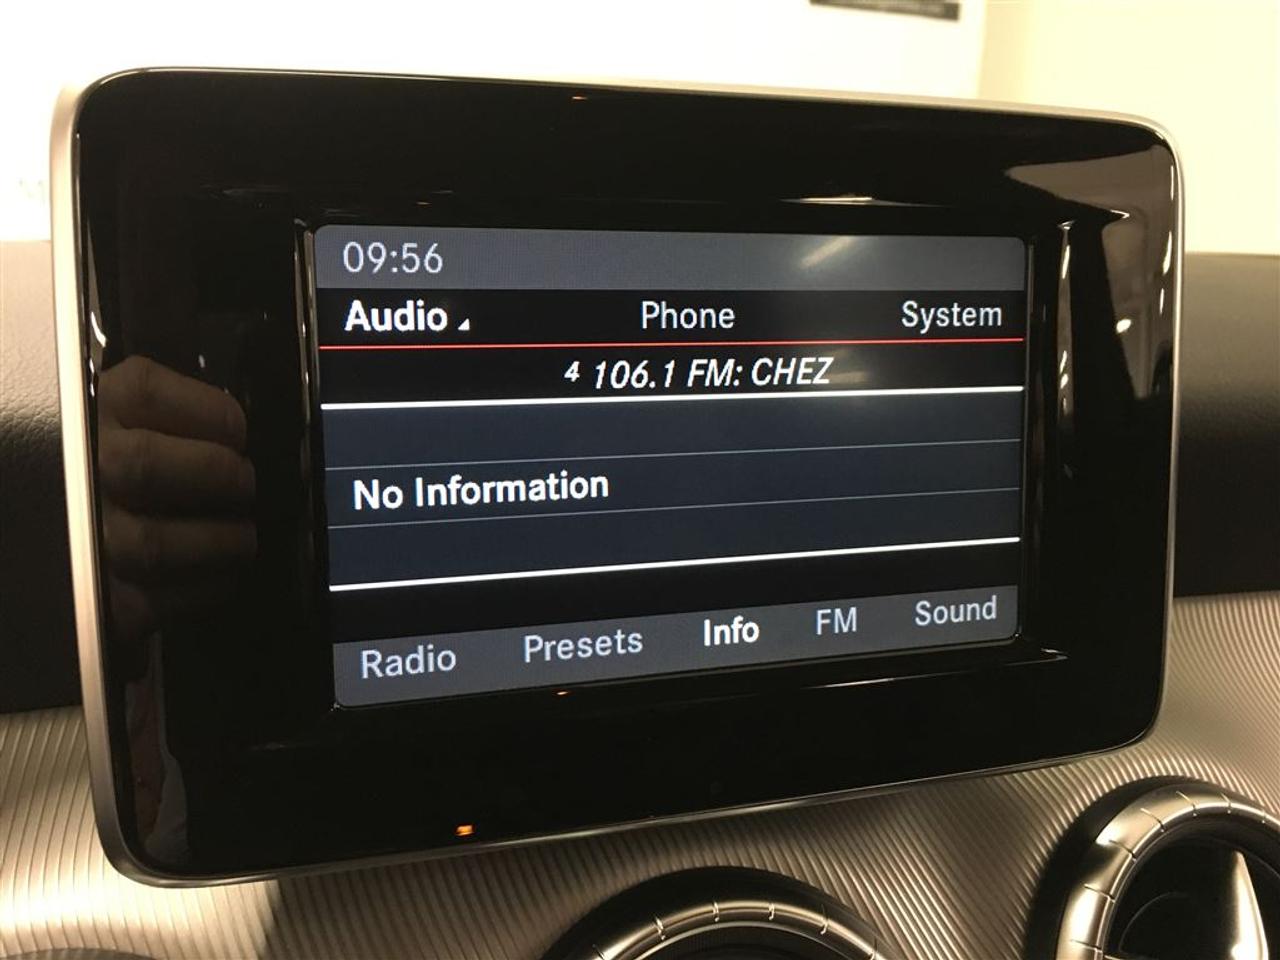 09:56
Audio Phone System
4 106.1 FM: CHEZ
No Information
Radio Presets Info FM Sound